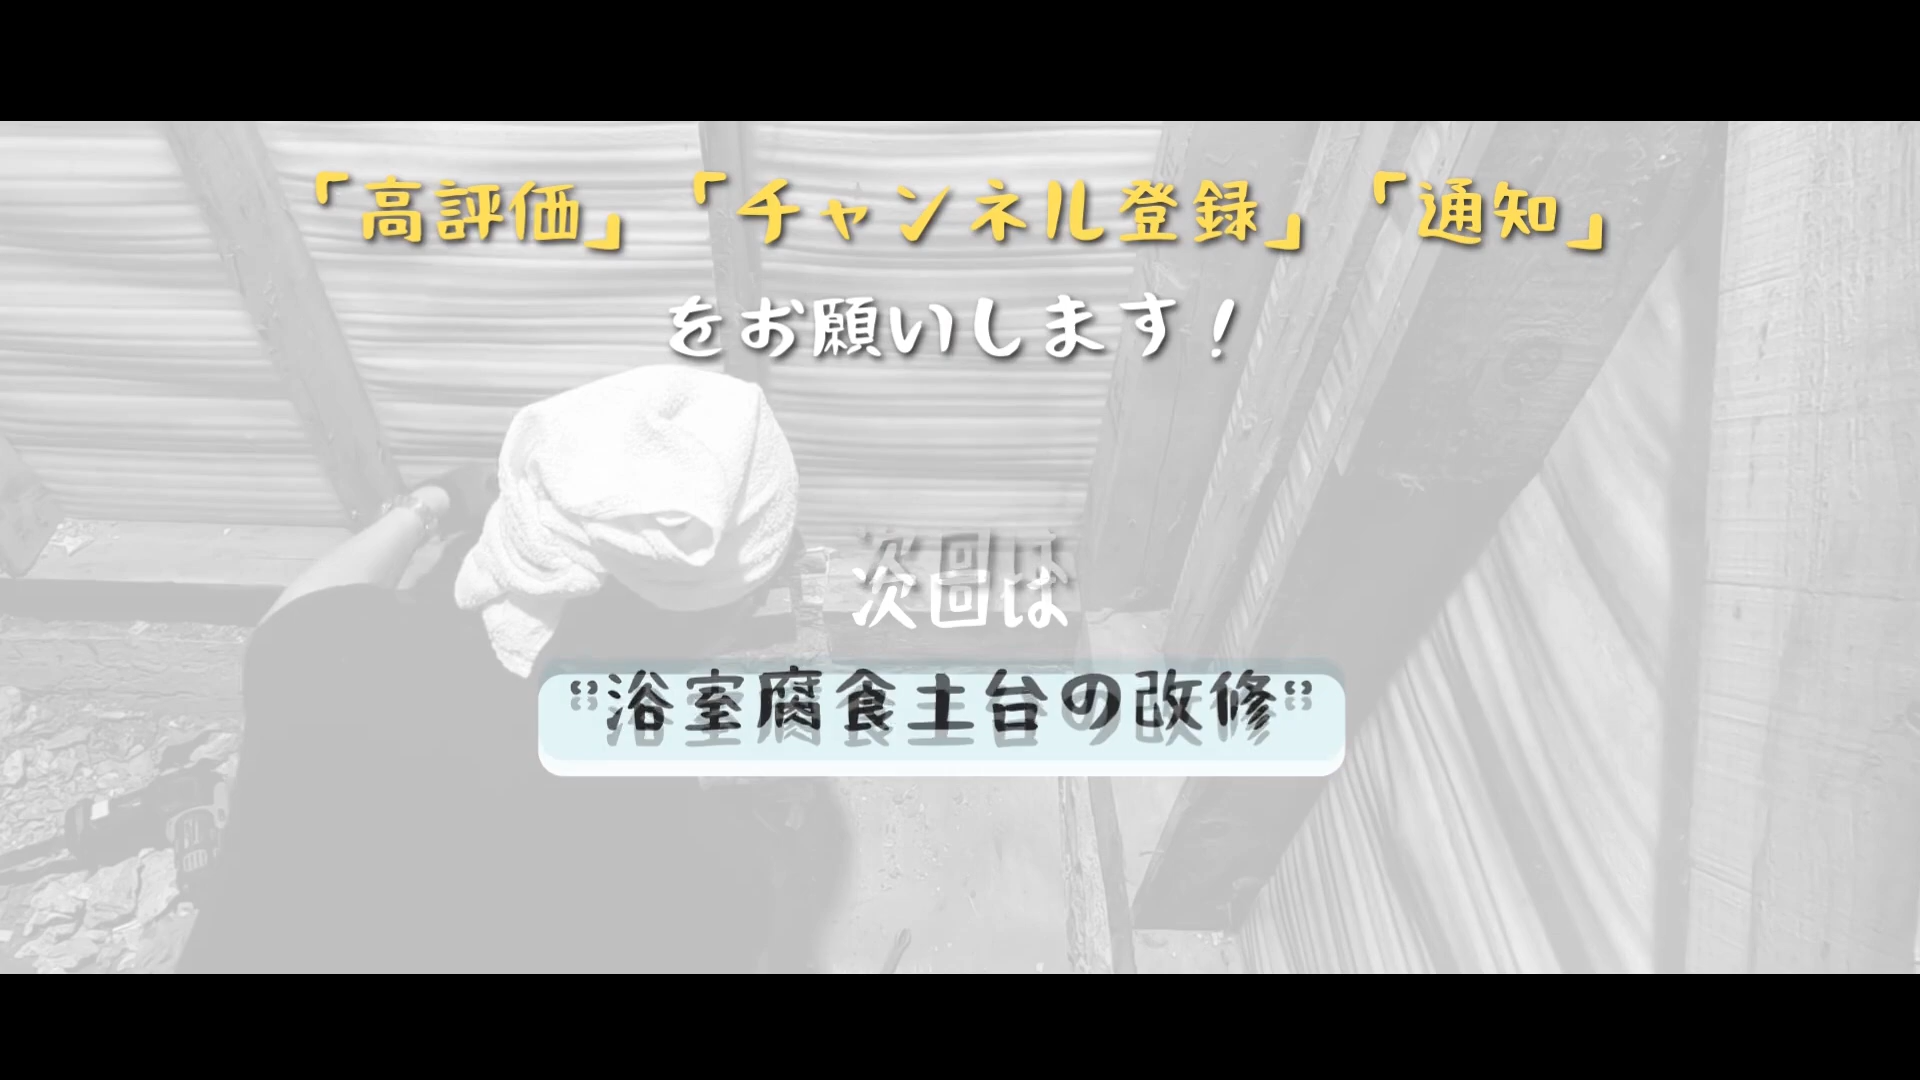 「高評価」「チャンネル登録」「通知」
をお願いします！
次回は
"浴室腐食土台の改修"